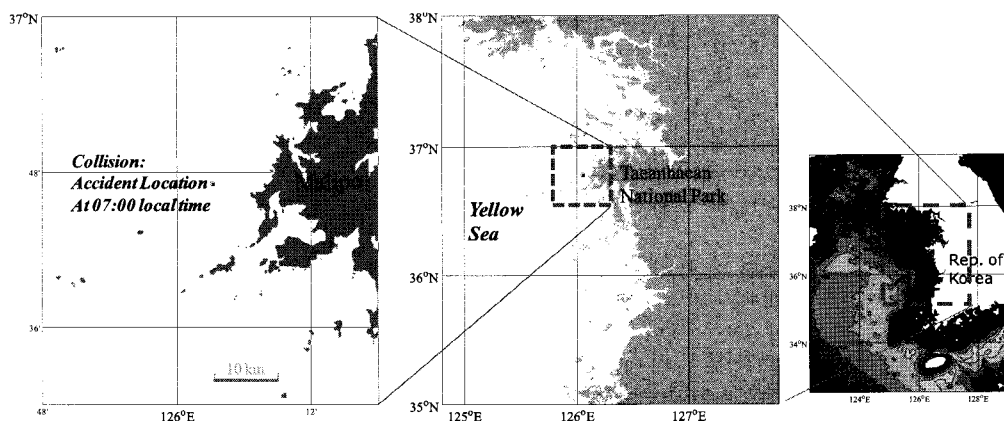 37°N
48'
36'
48'
126°E
12'
Collision:
Accident Location
At 07:00 local time
10 km
38°N
37°N
36°N
35°N
125°E
126°E
127°E
Yellow
Sea
Taeanhaean
National Park
38°N
36°N
34°N
124°E
126°E
128°E
Rep. of
Korea